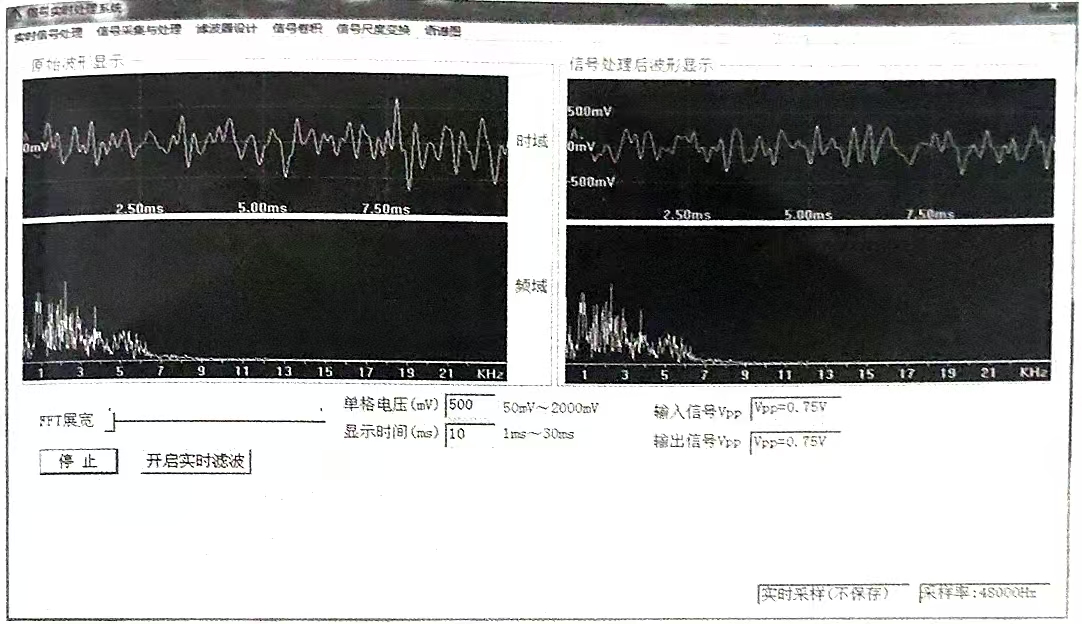 信号实时处理系统
实时信号处理 信号采集与处理 滤波器设计 信号卷积 信号尺度变换 语谱图
原始波形显示
信号处理后波形显示
0mV
2.50ms 5.00ms 7.50ms
时域
500mV
0mV
-500mV
2.50ms 5.00ms 7.50ms
频域
1 3 5 7 9 11 13 15 17 19 21 KHz
1 3 5 7 9 11 13 15 17 19 21 KHz
FFT展宽
单格电压(mV) 500 50mV～2000mV
显示时间(ms) 10 1ms～30ms
输入信号Vpp Vpp=0.75V
输出信号Vpp Vpp=0.75V
停 止 开启实时滤波
实时采样(不保存) 采样率:48000Hz